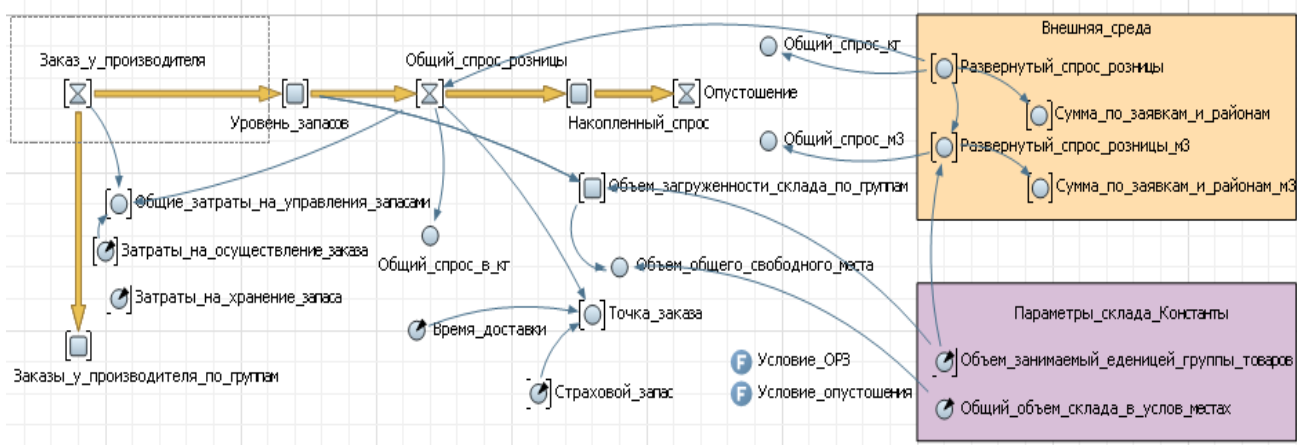 Внешняя_среда
Общий_спрос_кг
Заказ_у_производителя
Общий_спрос_розницы
Развернутый_спрос_розницы
Опустошение
Уровень_запасов
Накопленный_спрос
Сумма_по_заявкам_и_районам
Общий_спрос_м3
Развернутый_спрос_розницы_м3
Объем_загруженности_склада_по_группам
Сумма_по_заявкам_и_районам_м3
Общие_затраты_на_управления_запасами
Затраты_на_осуществление_заказа
Общий_спрос_в_кг
Объем_общего_свободного_места
Затраты_на_хранение_запаса
Точка_заказа
Параметры_склада_Константы
Время_доставки
Заказы_у_производителя_по_группам
Условие_ОРЗ
Объем_занимаемый_еденицей_группы_товаров
Страховой_запас
Условие_опустошения
Общий_объем_склада_в_услов_местах
F
F